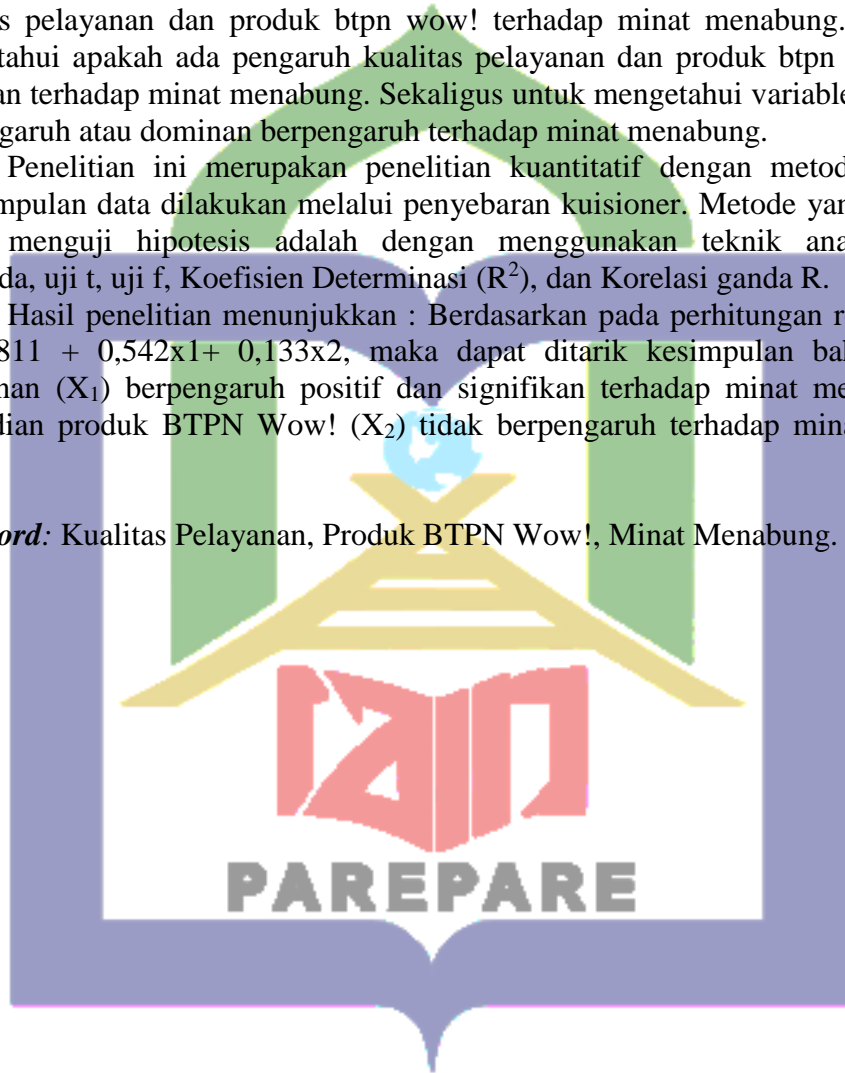 s pelayanan dan produk btpn wow! terhadap minat menabung.
tahui apakah ada pengaruh kualitas pelayanan dan produk btpn
an terhadap minat menabung. Sekaligus untuk mengetahui variable
garuh atau dominan berpengaruh terhadap minat menabung.
Penelitian ini merupakan penelitian kuantitatif dengan metod
mpulan data dilakukan melalui penyebaran kuisioner. Metode yan
menguji hipotesis adalah dengan menggunakan teknik ana
da, uji t, uji f, Koefisien Determinasi (R²), dan Korelasi ganda R.
Hasil penelitian menunjukkan : Berdasarkan pada perhitungan r
811 + 0,542x1+ 0,133x2, maka dapat ditarik kesimpulan bah
nan (X₁) berpengaruh positif dan signifikan terhadap minat me
dian produk BTPN Wow! (X₂) tidak berpengaruh terhadap mina
ord: Kualitas Pelayanan, Produk BTPN Wow!, Minat Menabung.
iain
PAREPARE